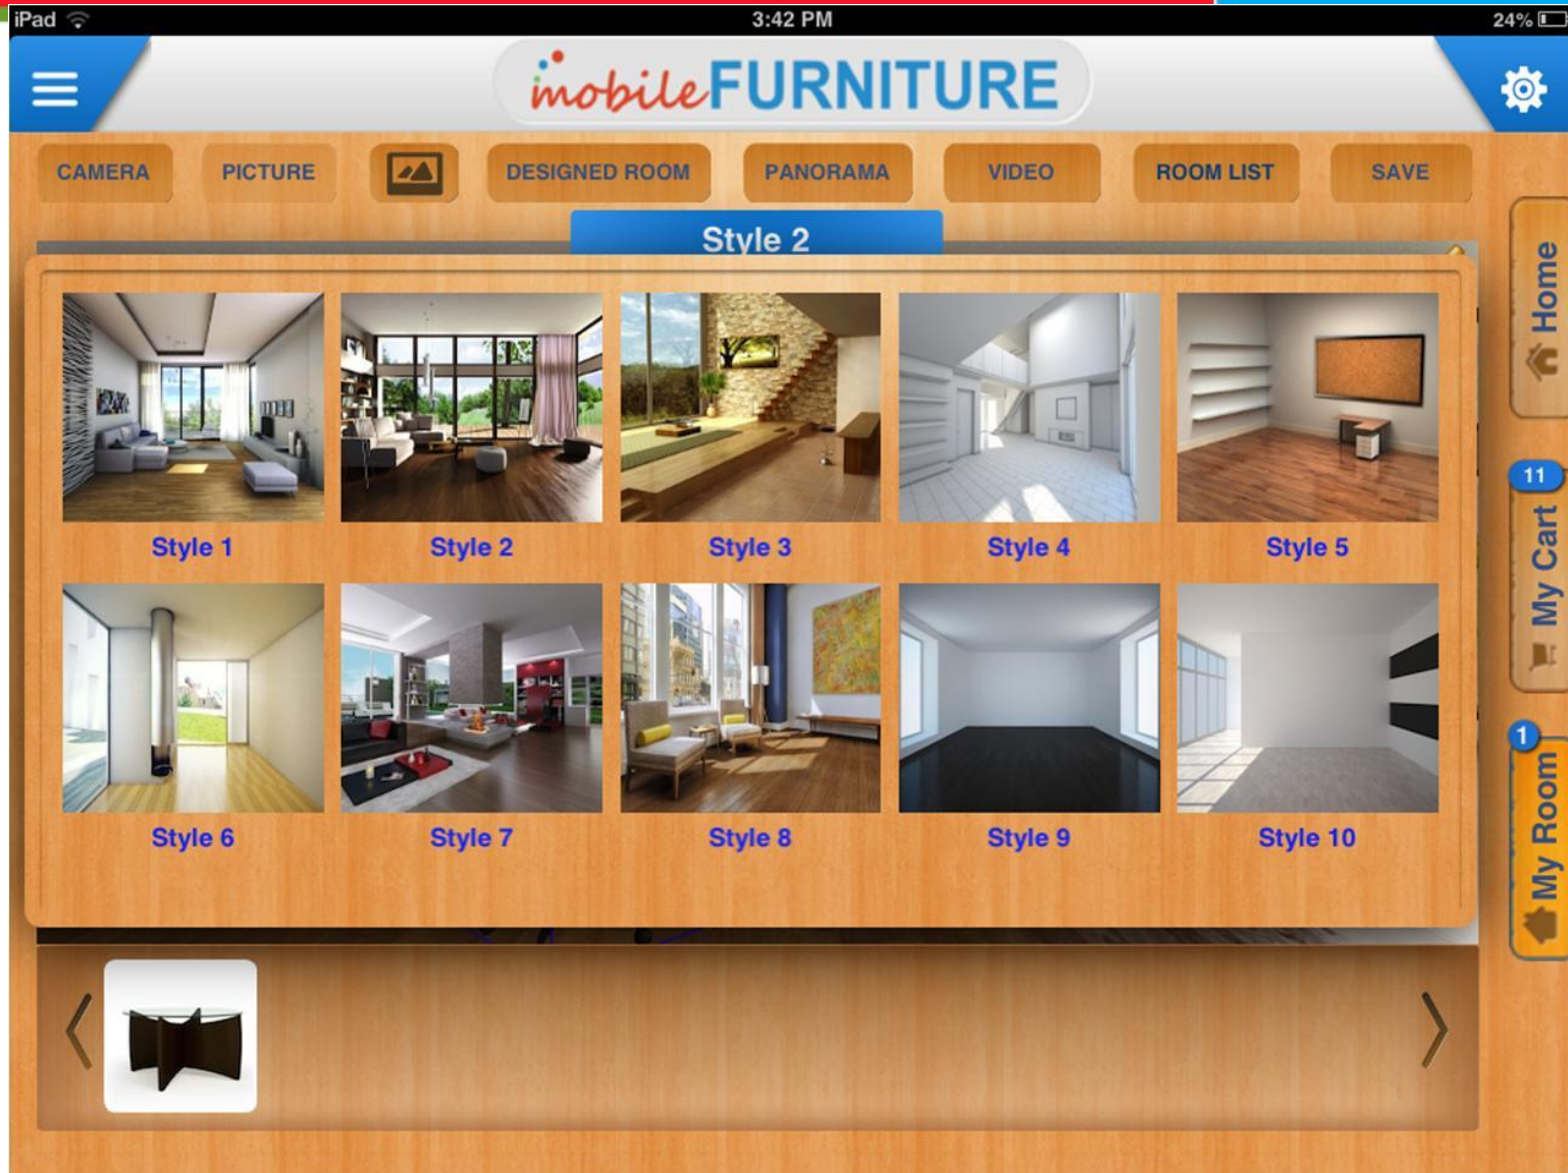 iPad
3:42 PM
24%
mobileFURNITURE
CAMERA
PICTURE
DESIGNED ROOM
PANORAMA
VIDEO
ROOM LIST
SAVE
Style 2
Home
11
My Cart
1
My Room
Style 1
Style 2
Style 3
Style 4
Style 5
Style 6
Style 7
Style 8
Style 9
Style 10